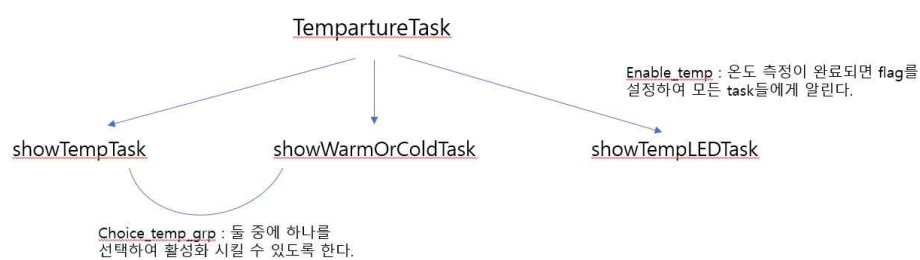 TempartureTask
Enable_temp : 온도 측정이 완료되면 flag를
설정하여 모든 task들에게 알린다.
showTempTask
showWarmOrColdTask
showTempLEDTask
Choice_temp_grp : 둘 중에 하나를
선택하여 활성화 시킬 수 있도록 한다.